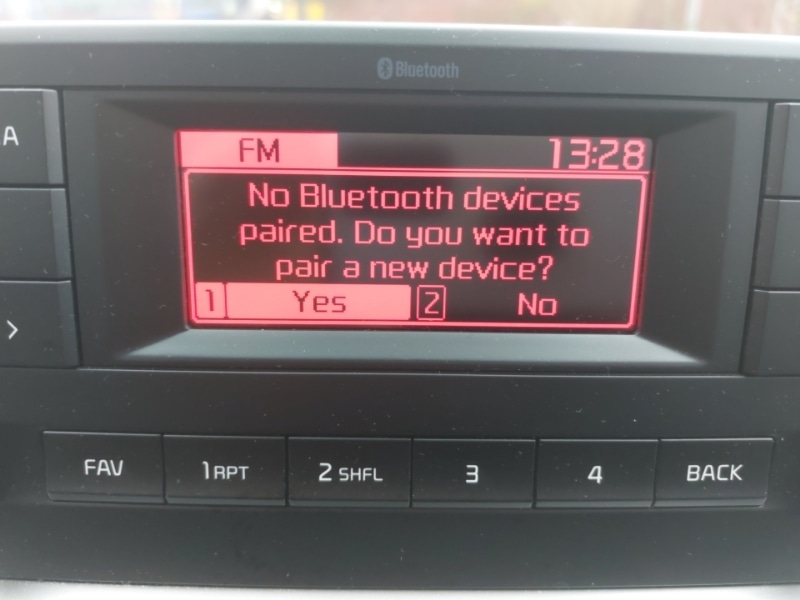 Bluetooth
A
FM 13:28
No Bluetooth devices
paired. Do you want to
pair a new device?
1 Yes 2 No
>
FAV 1 RPT 2 SHFL 3 4 BACK